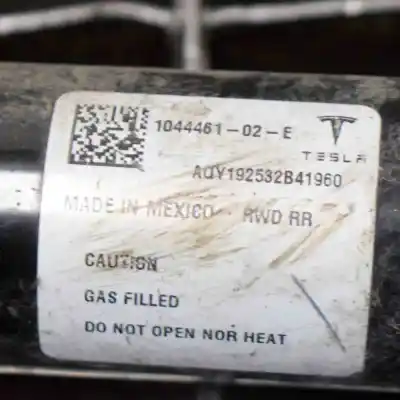 1044461-02-E
TESLA
AQY192532B41960
MADE IN MEXICO RWD RR
CAUTION
GAS FILLED
DO NOT OPEN NOR HEAT